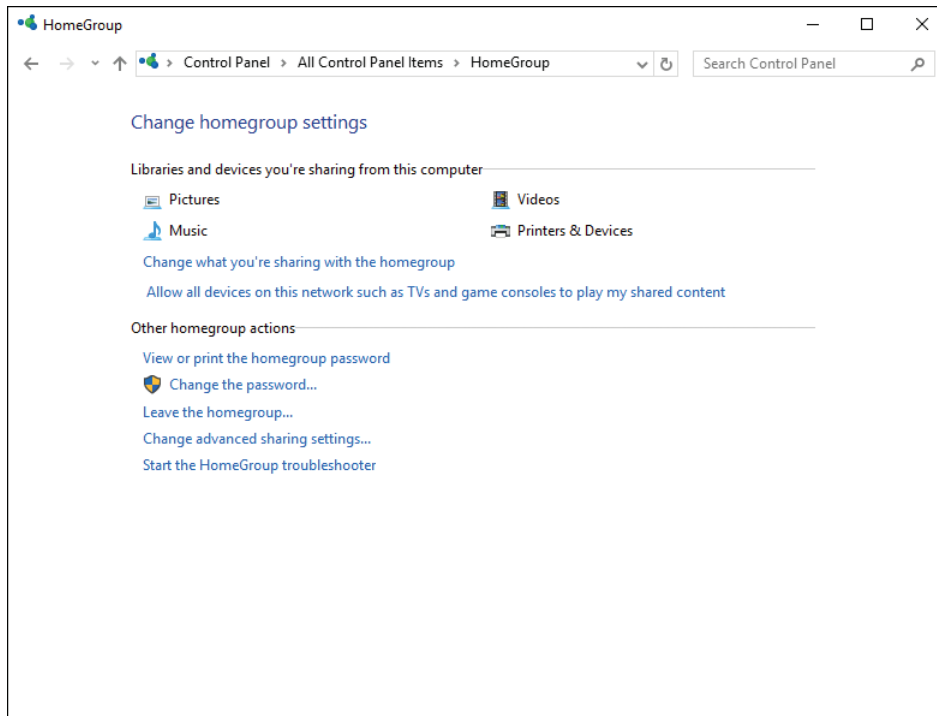 HomeGroup
Control Panel > All Control Panel Items > HomeGroup
Search Control Panel
Change homegroup settings
Libraries and devices you're sharing from this computer
Pictures Videos
Music Printers & Devices
Change what you're sharing with the homegroup
Allow all devices on this network such as TVs and game consoles to play my shared content
Other homegroup actions
View or print the homegroup password
Change the password...
Leave the homegroup...
Change advanced sharing settings...
Start the HomeGroup troubleshooter